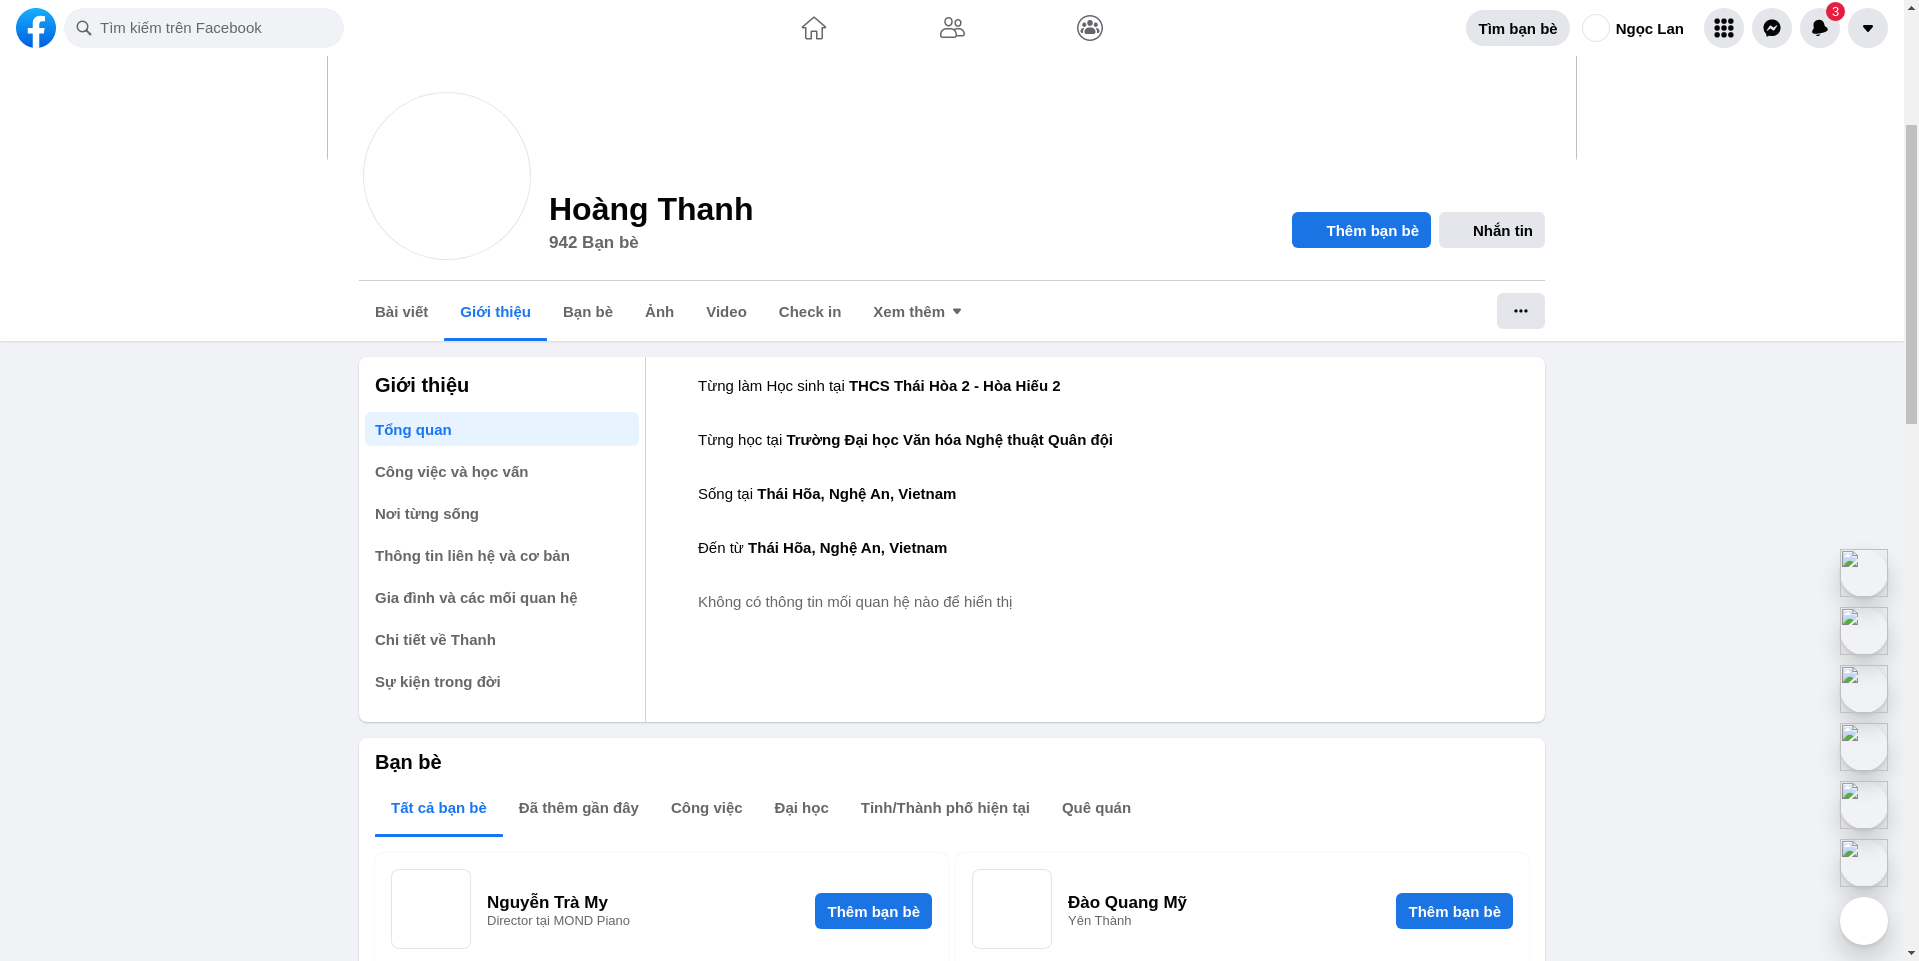 Tìm kiếm trên Facebook
Tìm bạn bè
Ngọc Lan
3
Hoàng Thanh
942 Bạn bè
Thêm bạn bè
Nhắn tin
Bài viết
Giới thiệu
Bạn bè
Ảnh
Video
Check in
Xem thêm
Giới thiệu
Tổng quan
Công việc và học vấn
Nơi từng sống
Thông tin liên hệ và cơ bản
Gia đình và các mối quan hệ
Chi tiết về Thanh
Sự kiện trong đời
Từng làm Học sinh tại THCS Thái Hòa 2 - Hòa Hiếu 2
Từng học tại Trường Đại học Văn hóa Nghệ thuật Quân đội
Sống tại Thái Hõa, Nghệ An, Vietnam
Đến từ Thái Hõa, Nghệ An, Vietnam
Không có thông tin mối quan hệ nào để hiển thị
Bạn bè
Tất cả bạn bè
Đã thêm gần đây
Công việc
Đại học
Tỉnh/Thành phố hiện tại
Quê quán
Nguyễn Trà My
Director tại MOND Piano
Thêm bạn bè
Đào Quang Mỹ
Yên Thành
Thêm bạn bè